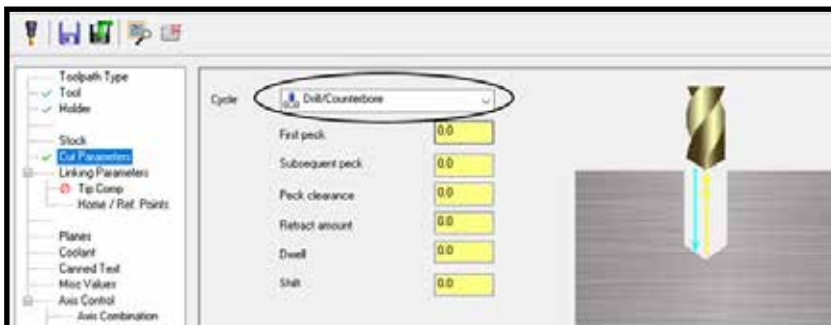 Toolpath Type
Tool
Holder
Stock
Cut Parameters
Linking Parameters
Tip Comp
Home / Ref. Points
Planes
Coolant
Canned Text
Misc Values
Axis Control
Axis Combination
Cycle
Drill/Counterbore
First peck
0.0
Subsequent peck
0.0
Peck clearance
0.0
Retract amount
0.0
Dwell
0.0
Shift
0.0